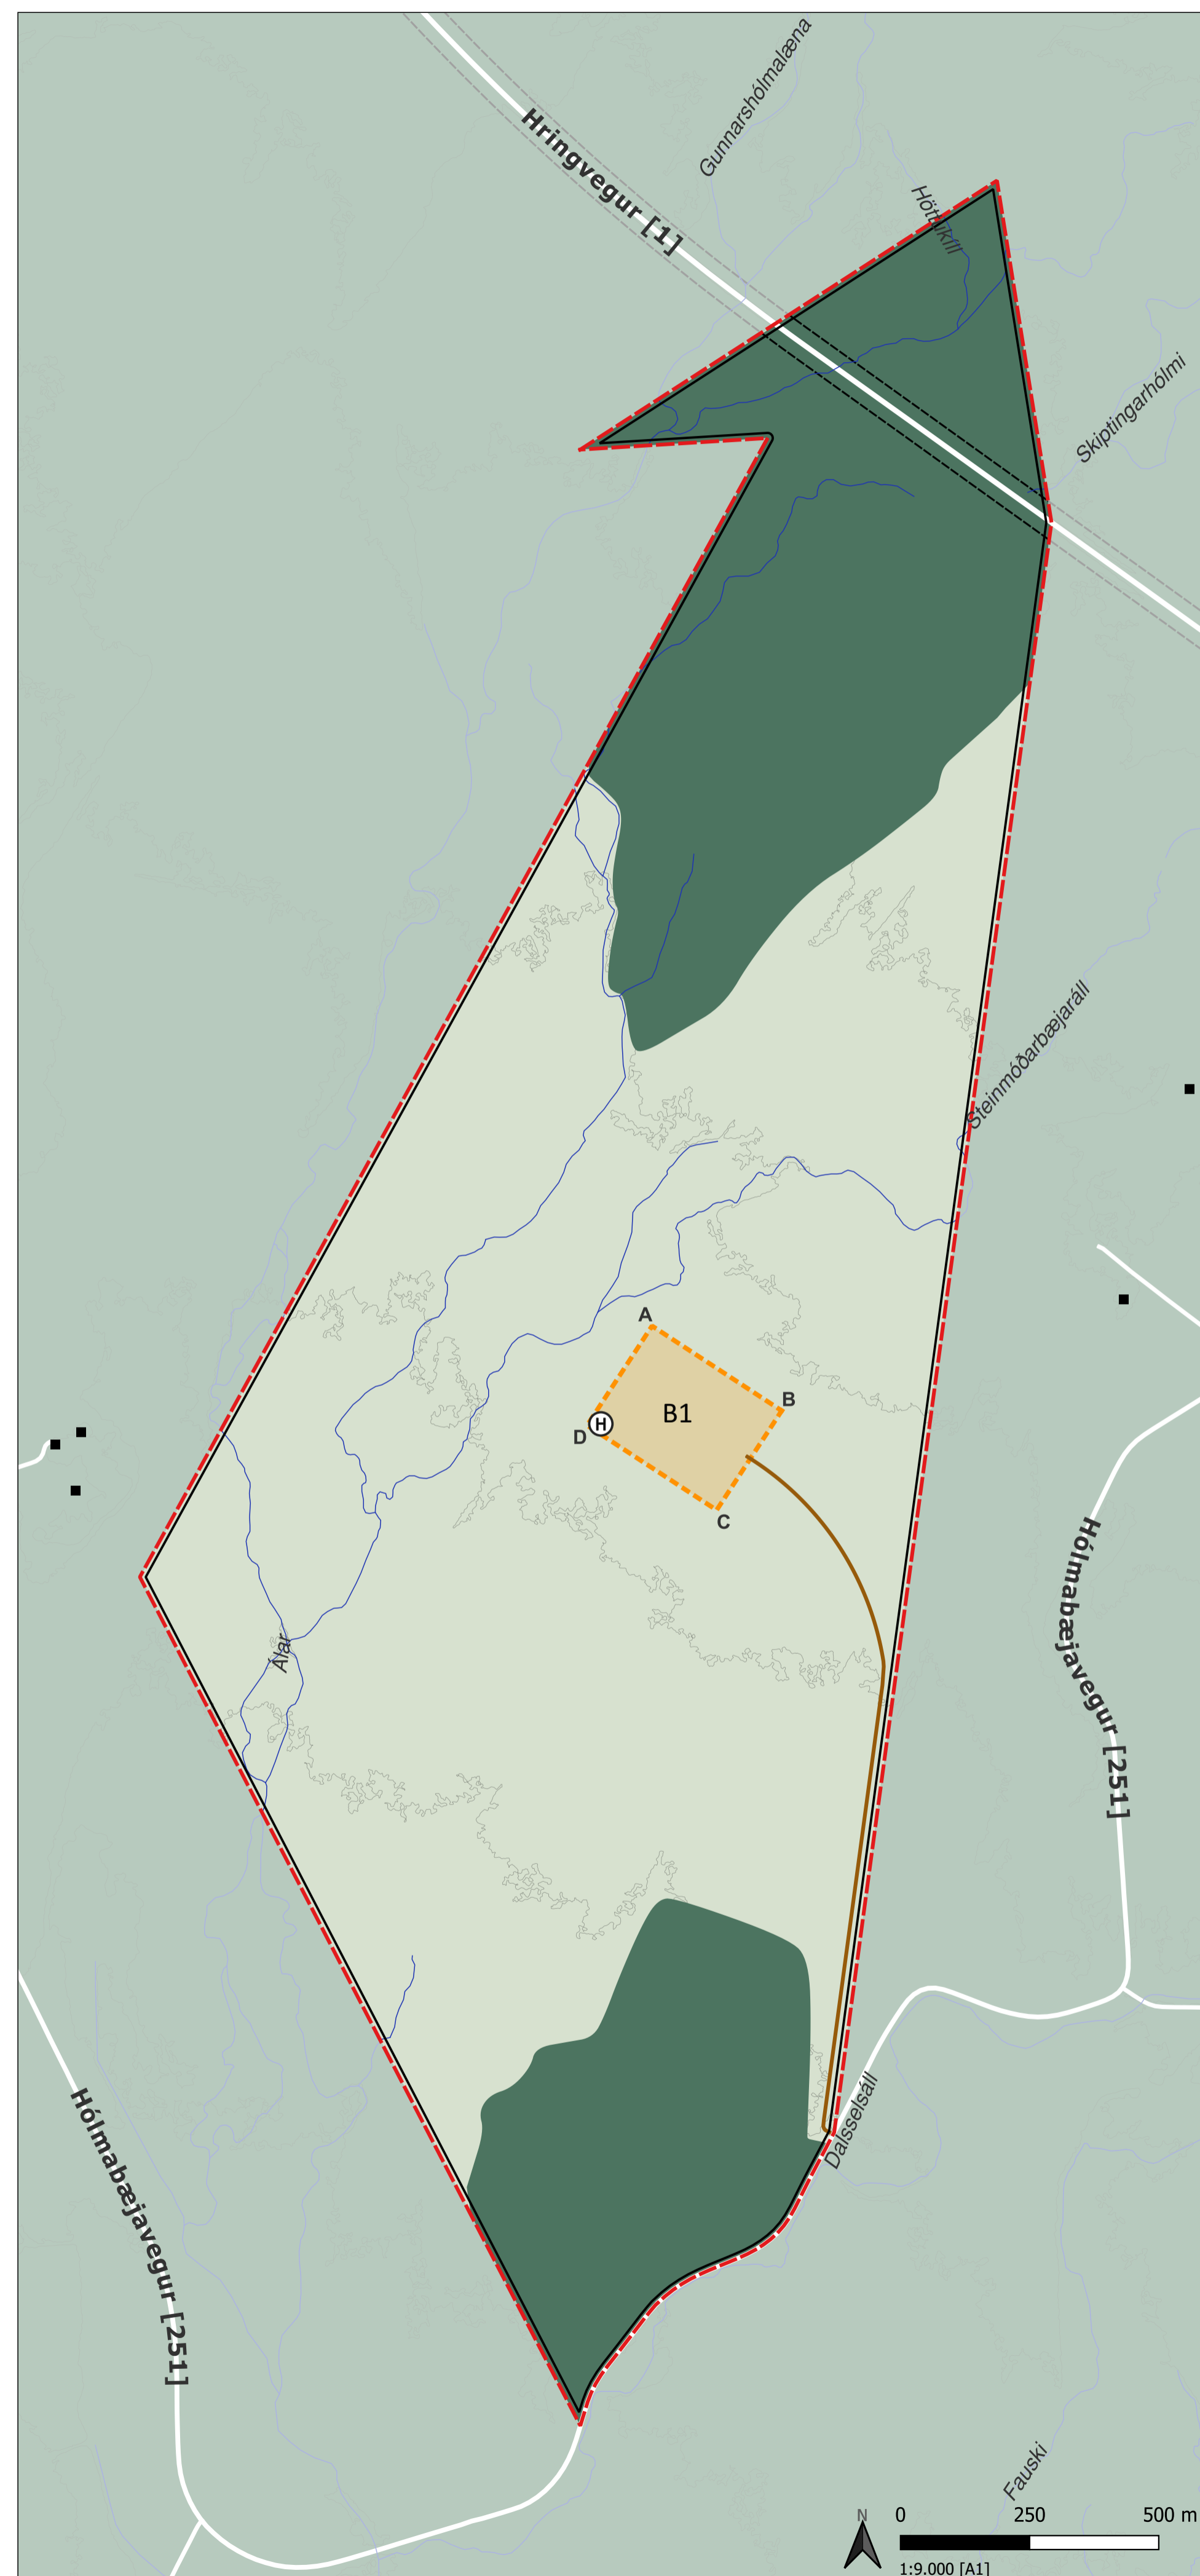 Gunnarshólmalæna
Hringvegur [1]
Skiptingarhólmi
Steinmóðarbæjaráll
A
B
B1
H
D
C
Hólmabæjavegur [251]
Álar
Dalsselsáll
Hólmabæjavegur [251]
Fauski
N
0 250 500 m
1:9.000 [A1]